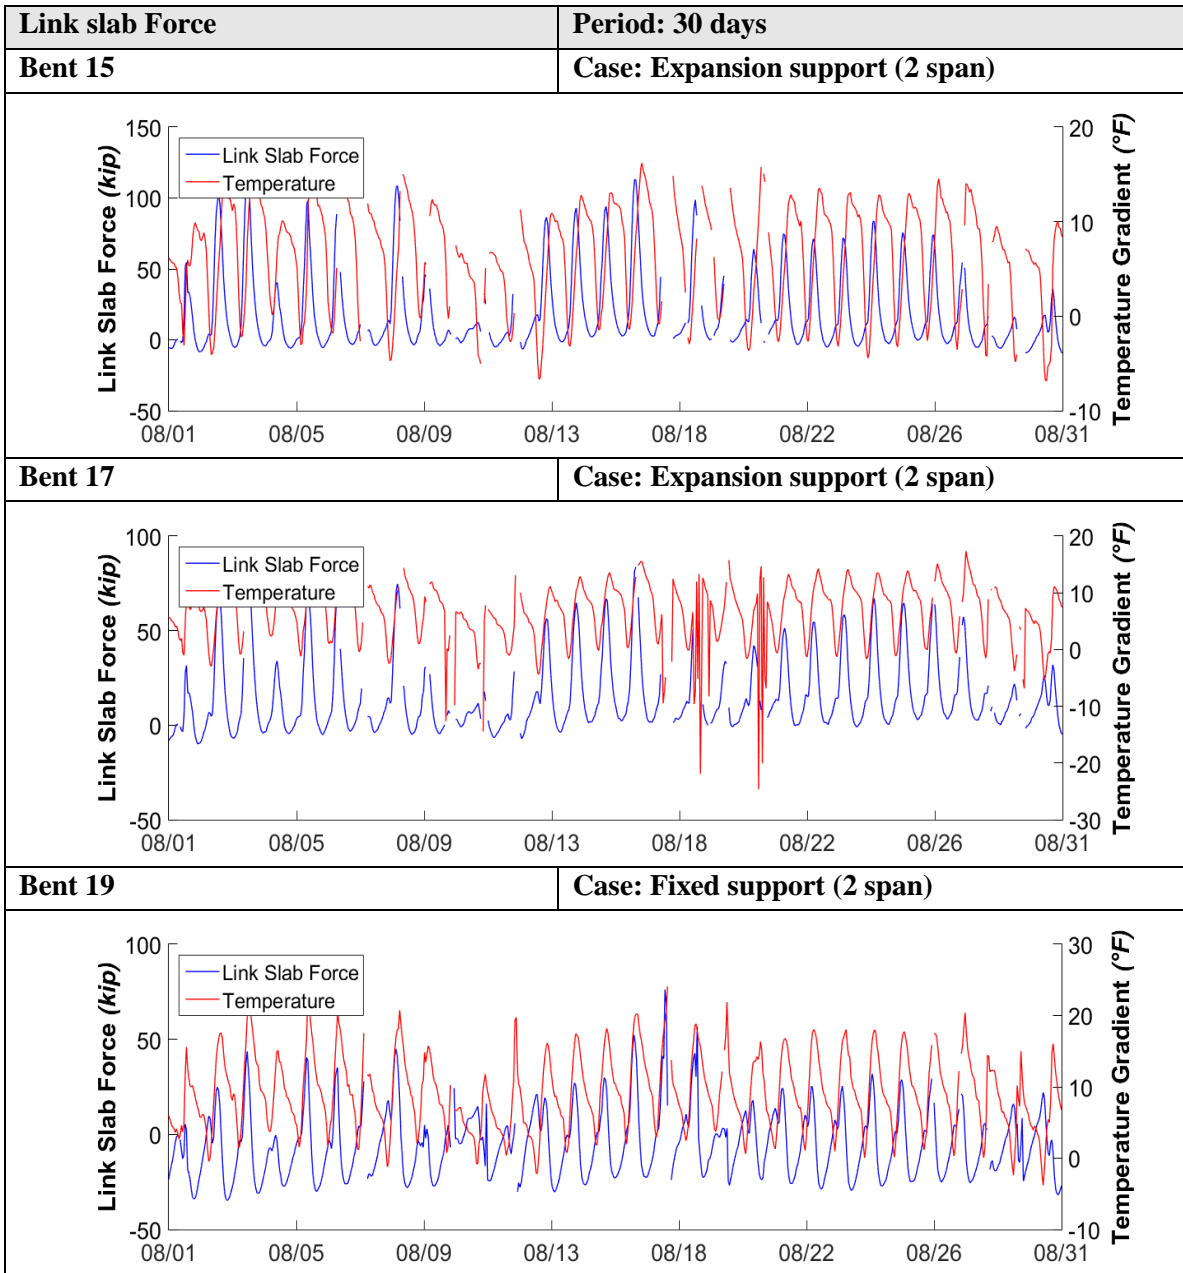 Link slab Force
Period: 30 days
Bent 15
Case: Expansion support (2 span)
150
100
50
0
-50
Link Slab Force (kip)
Link Slab Force
Temperature
20
10
0
-10
Temperature Gradient (°F)
08/01
08/05
08/09
08/13
08/18
08/22
08/26
08/31
Bent 17
Case: Expansion support (2 span)
100
50
0
-50
Link Slab Force (kip)
Link Slab Force
Temperature
20
10
0
-10
-20
-30
Temperature Gradient (°F)
08/01
08/05
08/09
08/13
08/18
08/22
08/26
08/31
Bent 19
Case: Fixed support (2 span)
100
50
0
-50
Link Slab Force (kip)
Link Slab Force
Temperature
30
20
10
0
-10
Temperature Gradient (°F)
08/01
08/05
08/09
08/13
08/18
08/22
08/26
08/31